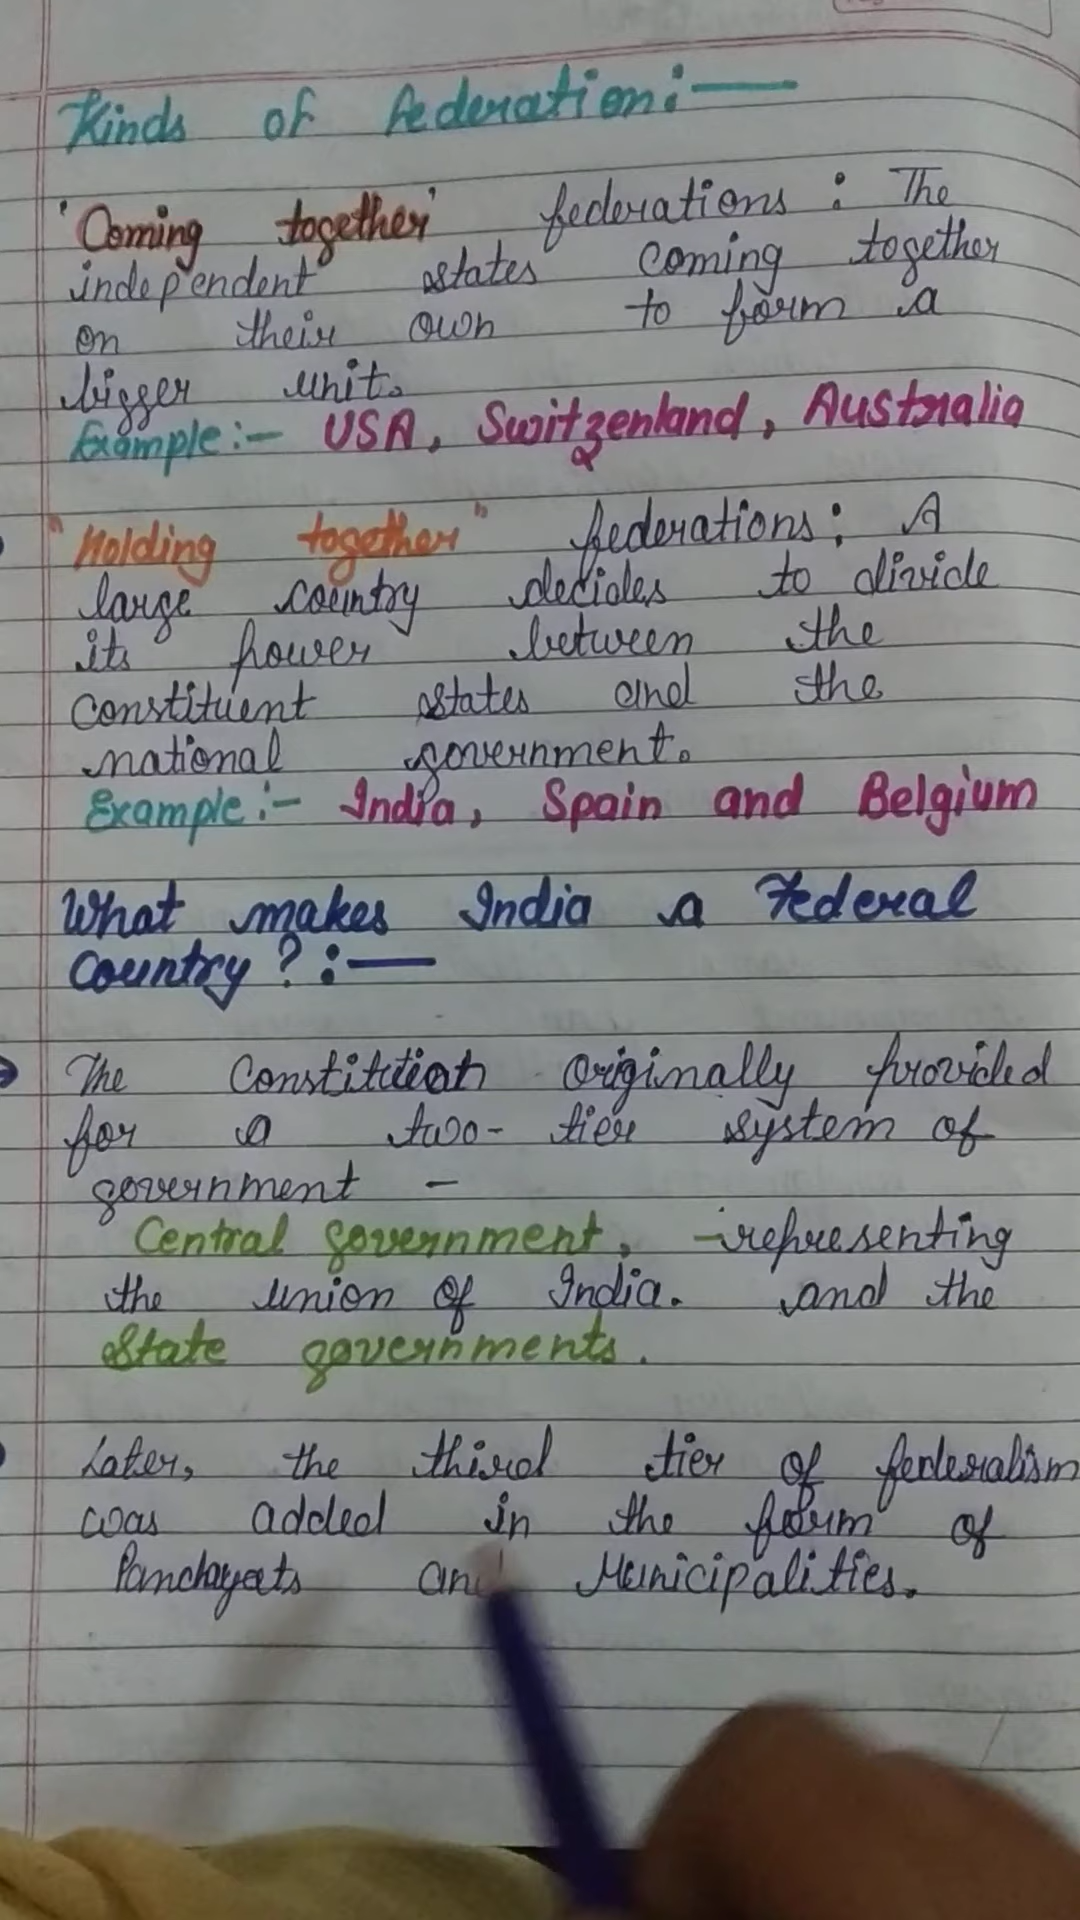 Kinds of federation:—
'Coming together' federations : The
independent states coming together
on their own to form a
bigger unit.
Example:- USA, Switzerland, Australia
"Holding together" federations: A
large country decides to divide
its power between the
constituent states and the
national government.
Example:- India, Spain and Belgium
What makes India a Federal
Country? :—
The Constitution originally provided
for a two- tier system of
government -
Central government, -representing
the union of India. and the
State governments.
Later, the third tier of federalism
was added in the form of
Panchayats and Municipalities.